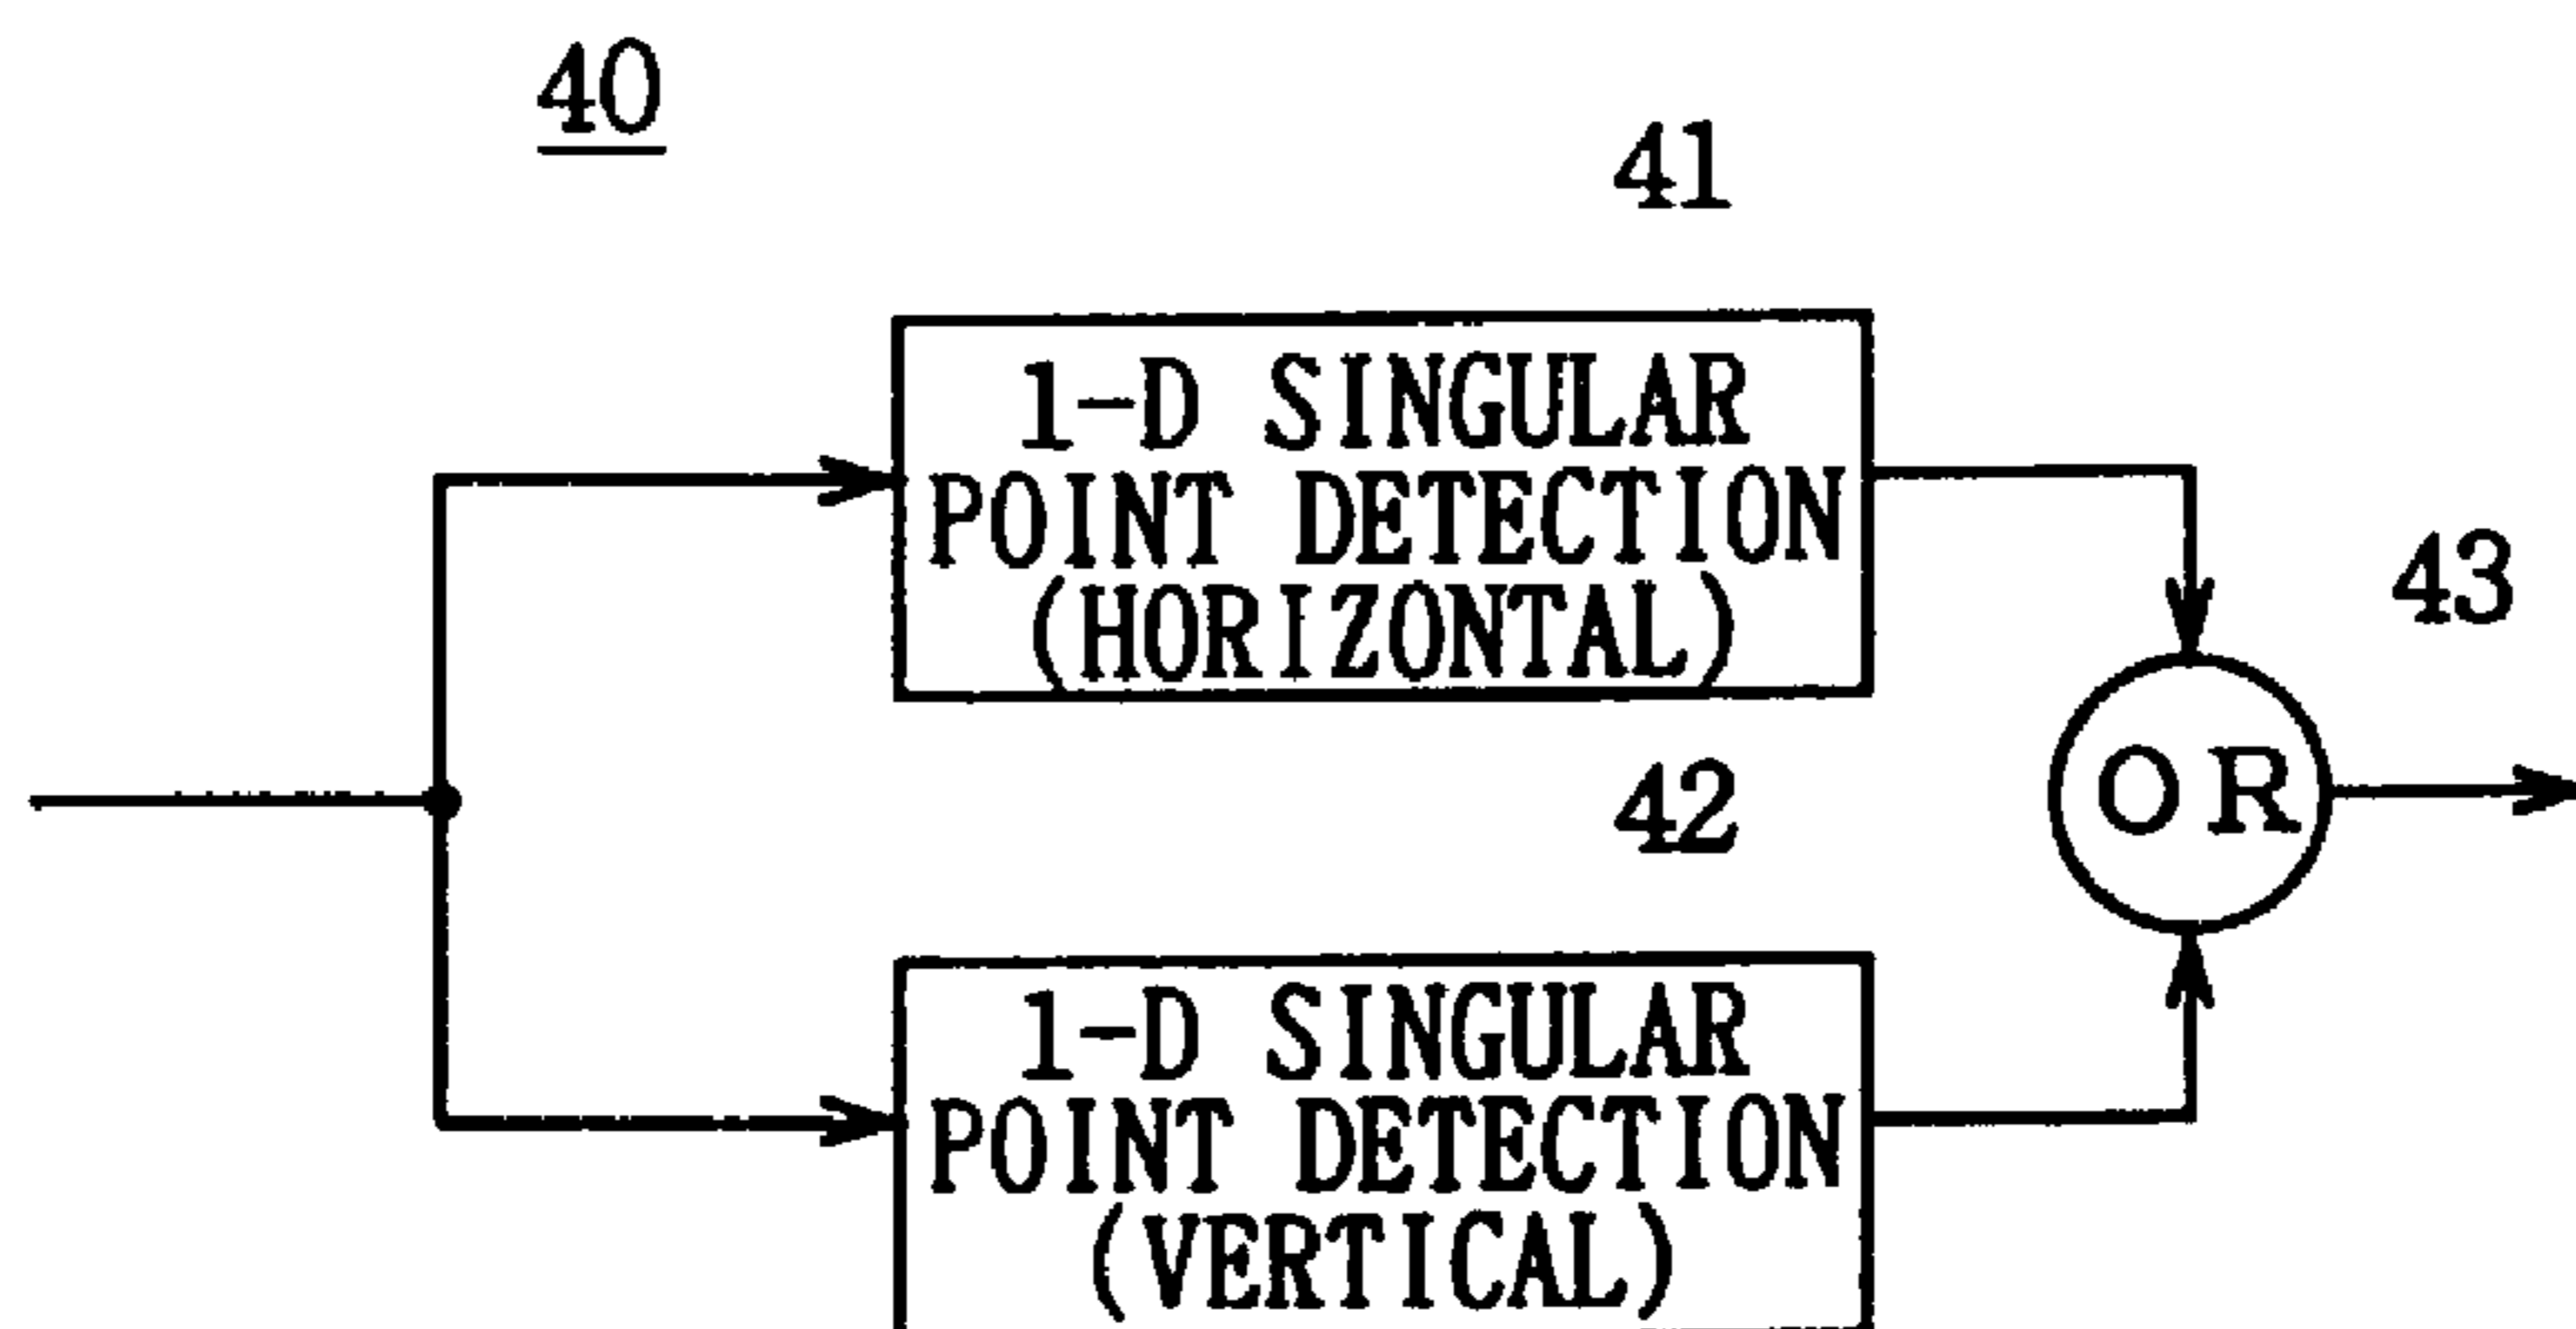 40
41
1-D SINGULAR
POINT DETECTION
(HORIZONTAL)
43
OR
42
1-D SINGULAR
POINT DETECTION
(VERTICAL)